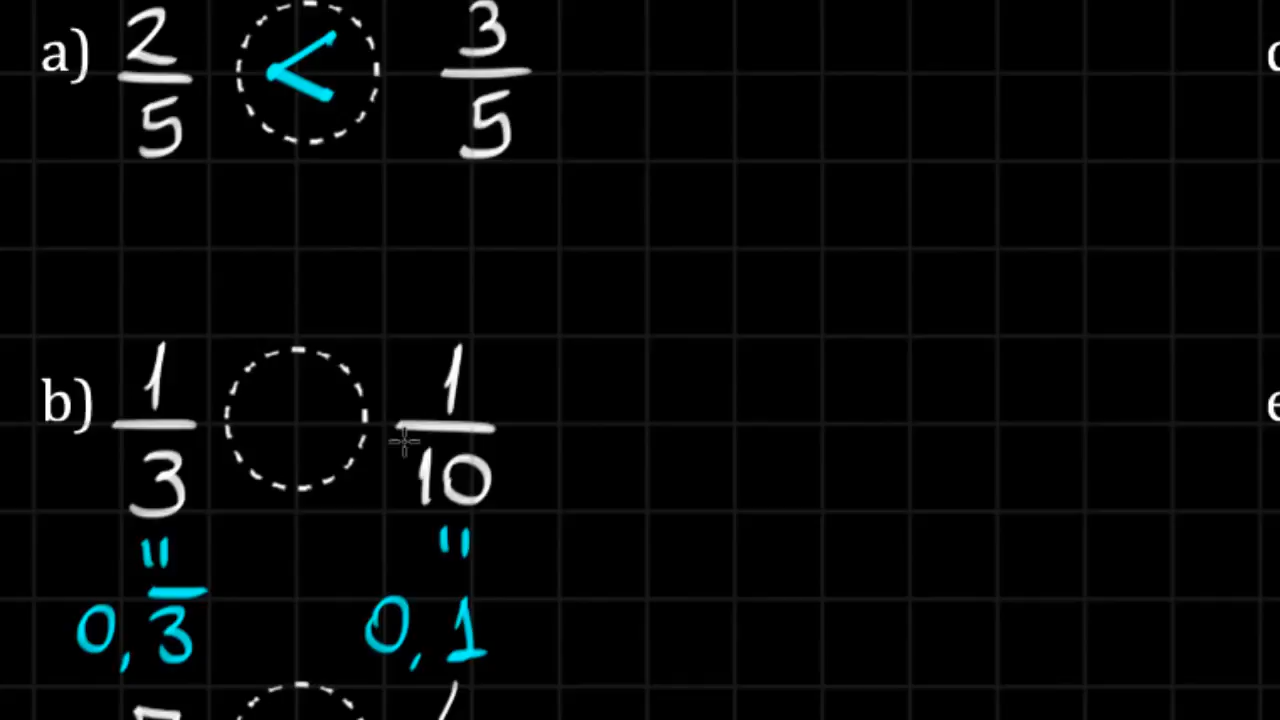 a) 2/5 < 3/5
b) 1/3 1/10
= =
0,3̅ 0,1